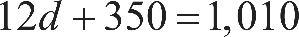 12d + 350 = 1,010